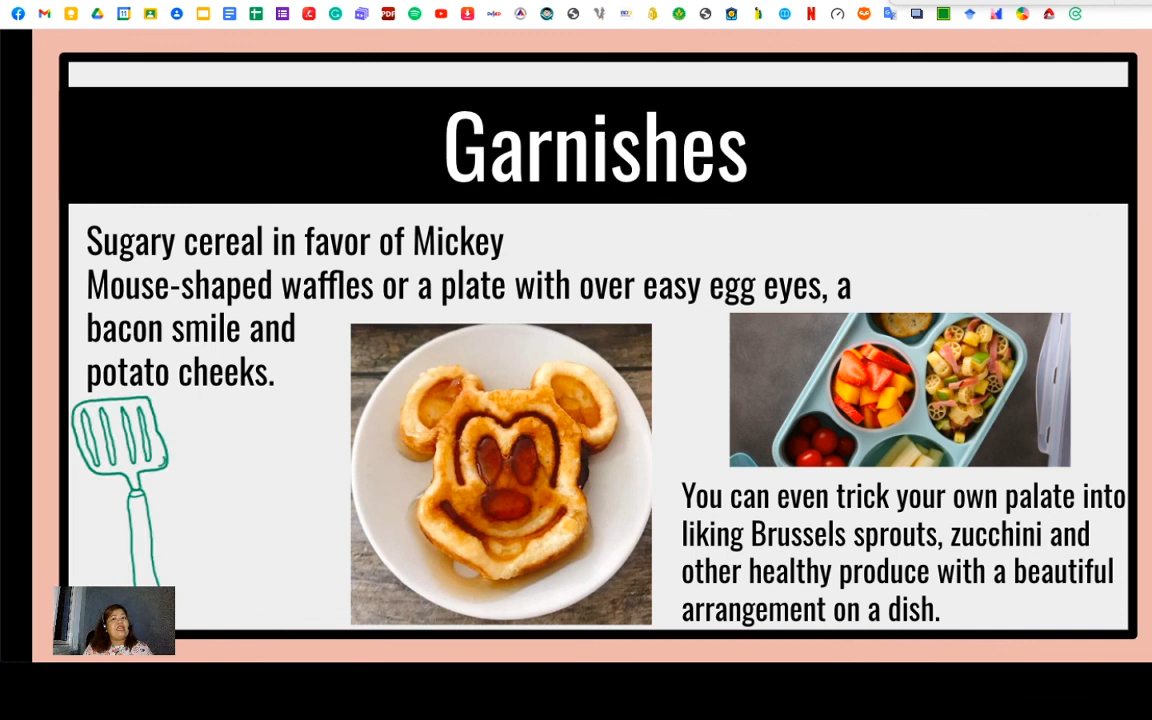 Garnishes
Sugary cereal in favor of Mickey
Mouse-shaped waffles or a plate with over easy egg eyes, a
bacon smile and
potato cheeks.
You can even trick your own palate into
liking Brussels sprouts, zucchini and
other healthy produce with a beautiful
arrangement on a dish.